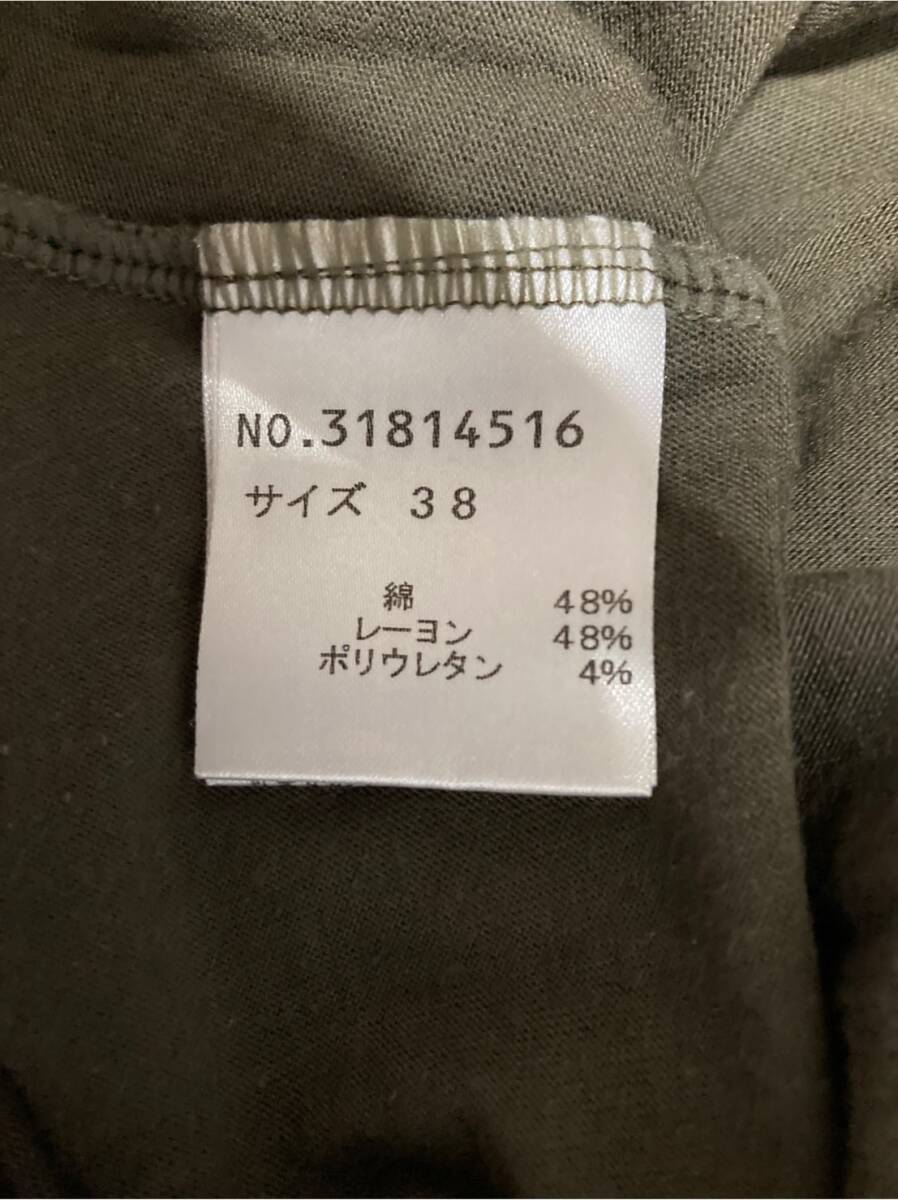 NO.31814516
サイズ 38
綿 48%
レーヨン 48%
ポリウレタン 4%